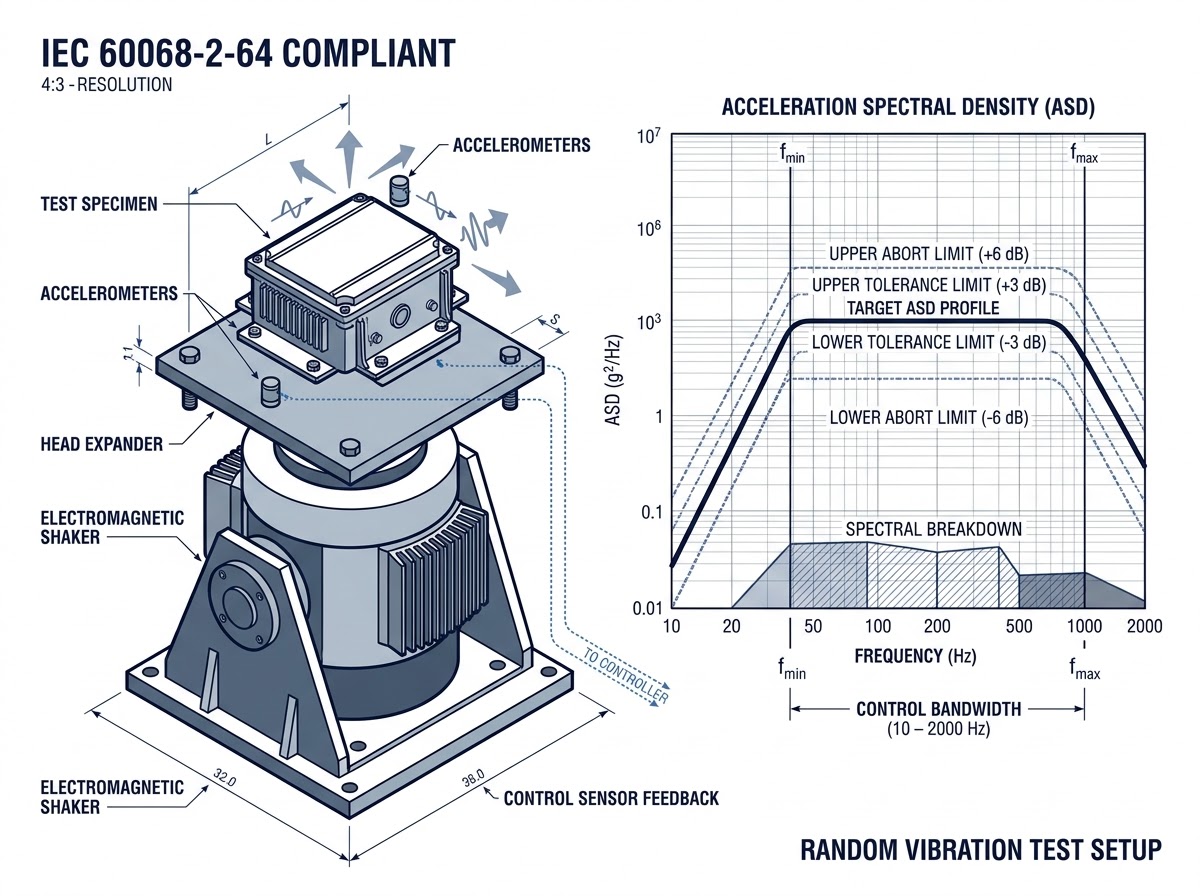 IEC 60068-2-64 COMPLIANT
4:3 - RESOLUTION
L
ACCELEROMETERS
TEST SPECIMEN
ACCELEROMETERS
S
HEAD EXPANDER
ELECTROMAGNETIC
SHAKER
TO CONTROLLER
32.0
38.0
ELECTROMAGNETIC
SHAKER
CONTROL SENSOR FEEDBACK
ACCELERATION SPECTRAL DENSITY (ASD)
10⁷
10⁶
10³
1
0.1
0.01
ASD (g²/Hz)
fmin
fmax
UPPER ABORT LIMIT (+6 dB)
UPPER TOLERANCE LIMIT (+3 dB)
TARGET ASD PROFILE
LOWER TOLERANCE LIMIT (-3 dB)
LOWER ABORT LIMIT (-6 dB)
SPECTRAL BREAKDOWN
10 20 50 100 200 500 1000 2000
FREQUENCY (Hz)
fmin
fmax
CONTROL BANDWIDTH
(10 – 2000 Hz)
RANDOM VIBRATION TEST SETUP